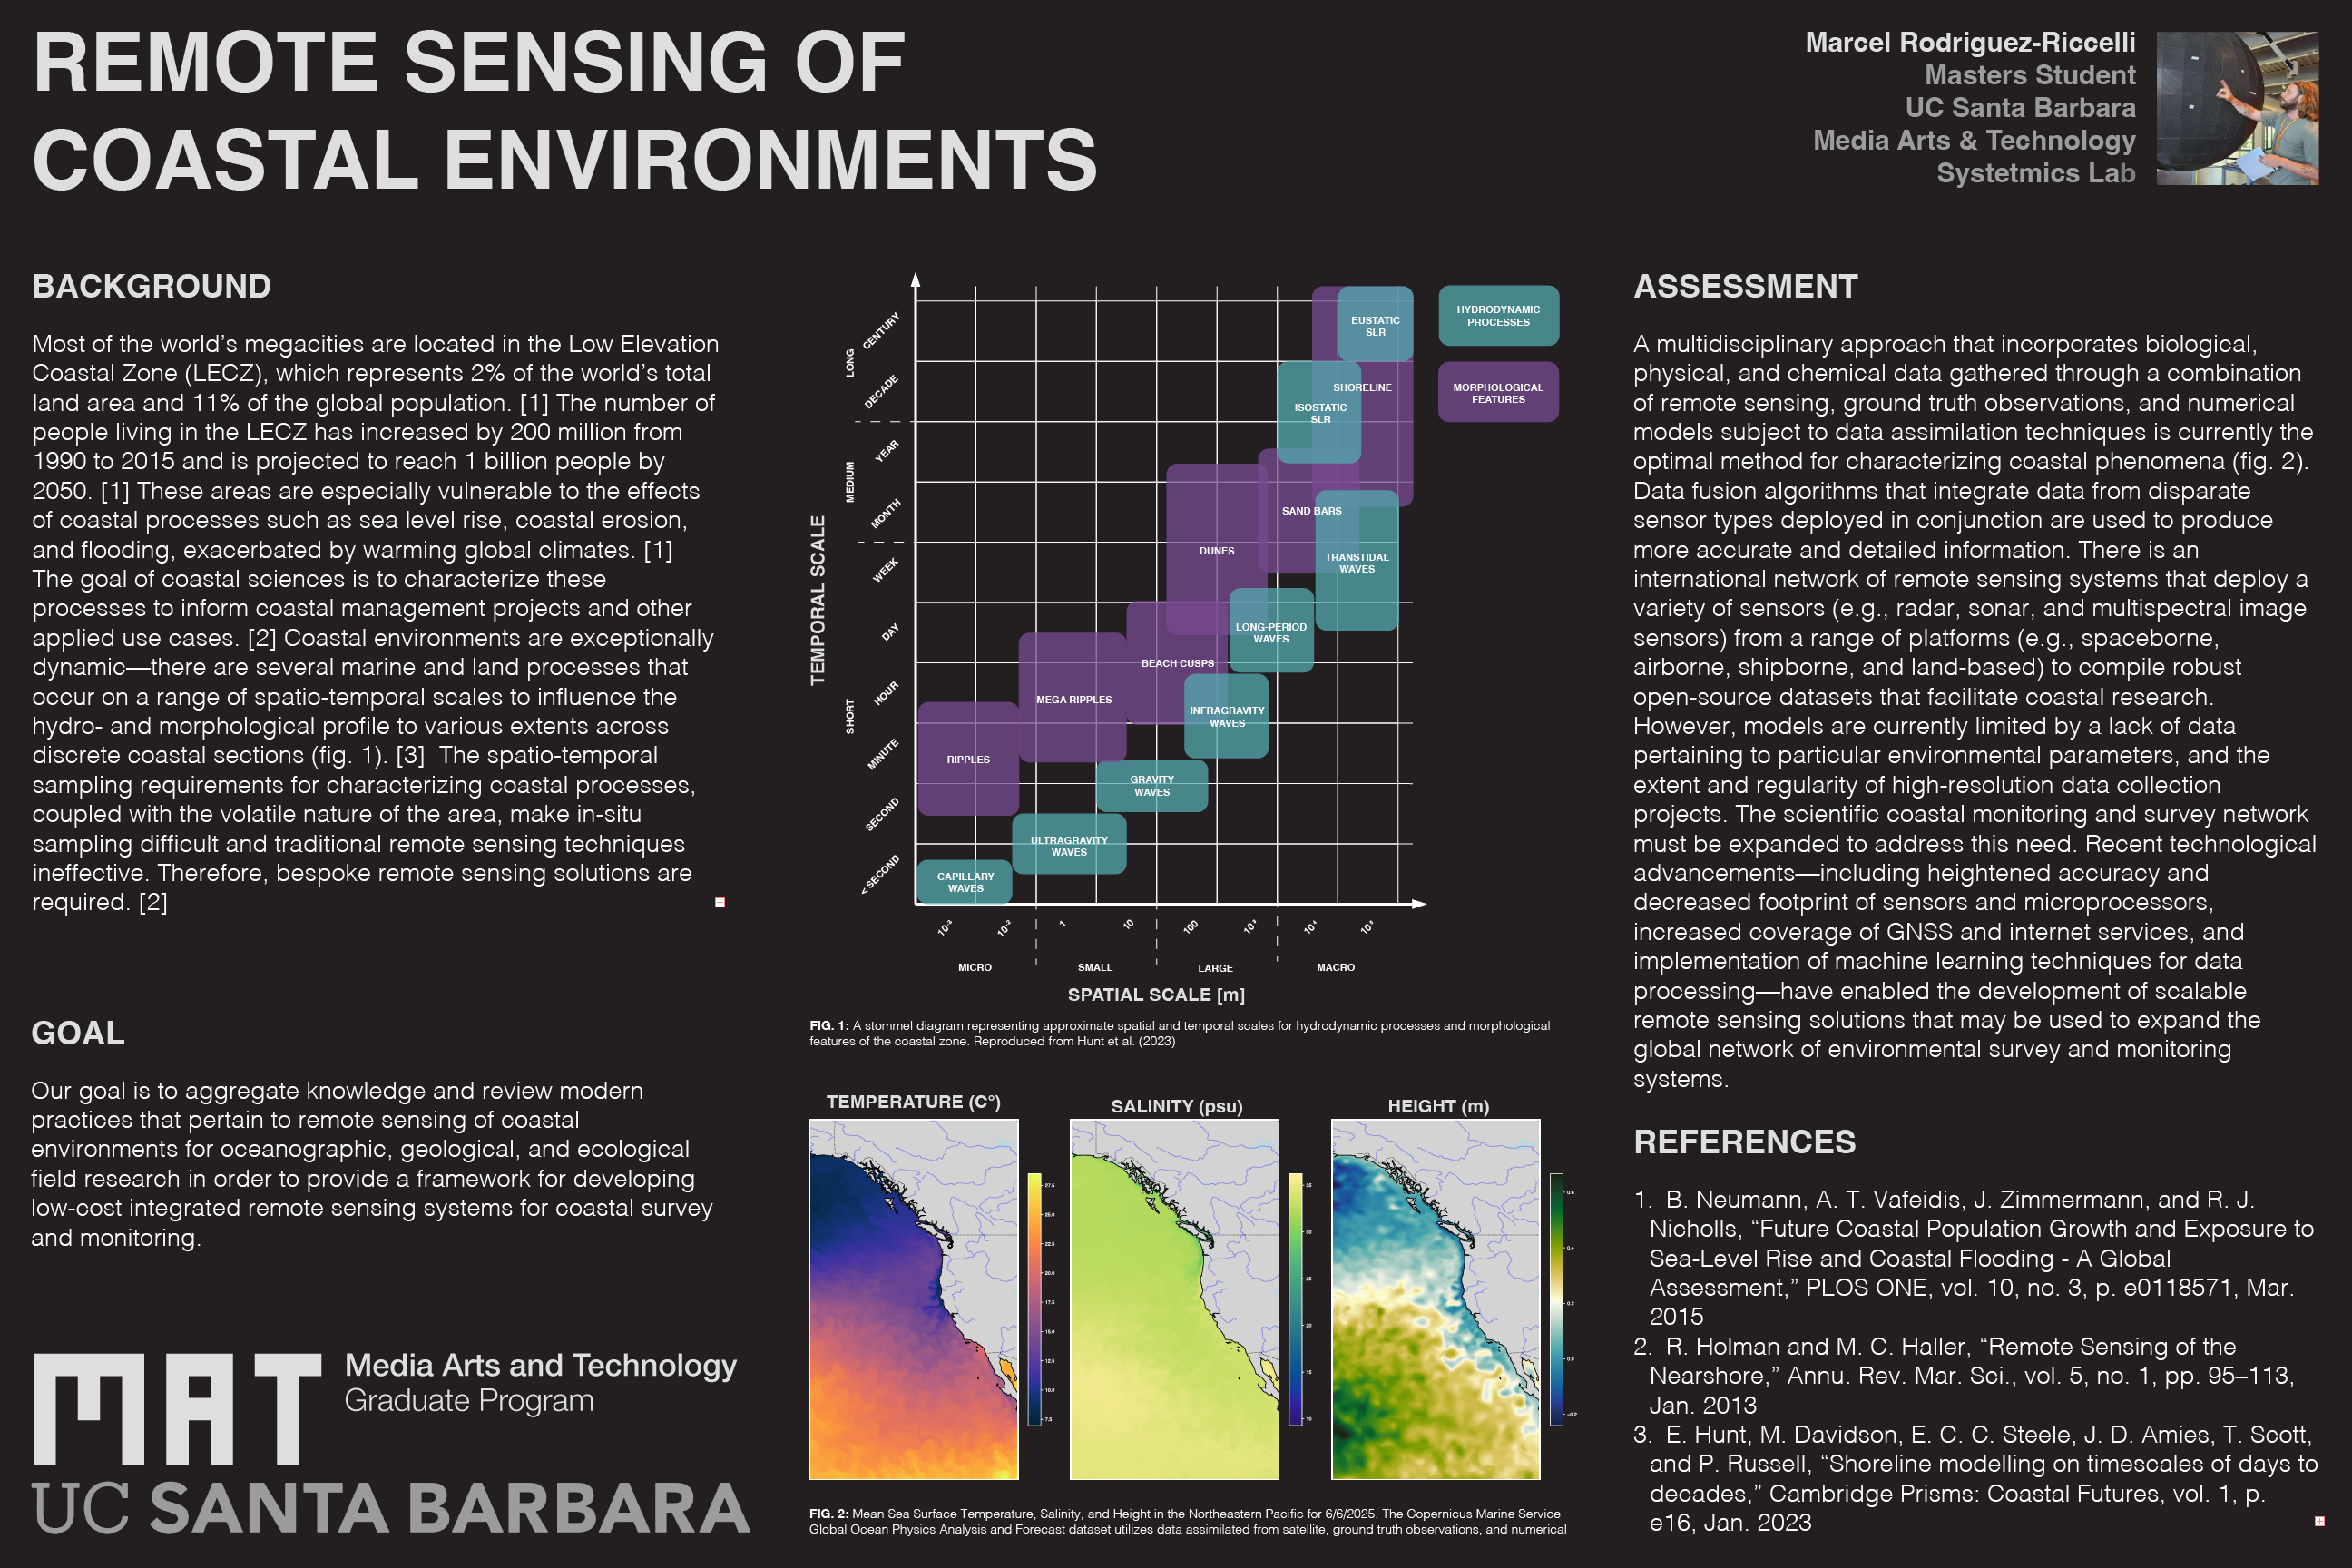 REMOTE SENSING OF
COASTAL ENVIRONMENTS
Marcel Rodriguez-Riccelli
Masters Student
UC Santa Barbara
Media Arts & Technology
Systetmics Lab
BACKGROUND
Most of the world's megacities are located in the Low Elevation
Coastal Zone (LECZ), which represents 2% of the world's total
land area and 11% of the global population. [1] The number of
people living in the LECZ has increased by 200 million from
1990 to 2015 and is projected to reach 1 billion people by
2050. [1] These areas are especially vulnerable to the effects
of coastal processes such as sea level rise, coastal erosion,
and flooding, exacerbated by warming global climates. [1]
The goal of coastal sciences is to characterize these
processes to inform coastal management projects and other
applied use cases. [2] Coastal environments are exceptionally
dynamic—there are several marine and land processes that
occur on a range of spatio-temporal scales to influence the
hydro- and morphological profile to various extents across
discrete coastal sections (fig. 1). [3]  The spatio-temporal
sampling requirements for characterizing coastal processes,
coupled with the volatile nature of the area, make in-situ
sampling difficult and traditional remote sensing techniques
ineffective. Therefore, bespoke remote sensing solutions are
required. [2]
GOAL
Our goal is to aggregate knowledge and review modern
practices that pertain to remote sensing of coastal
environments for oceanographic, geological, and ecological
field research in order to provide a framework for developing
low-cost integrated remote sensing systems for coastal survey
and monitoring.
MAT
Media Arts and Technology
Graduate Program
UC SANTA BARBARA
TEMPORAL SCALE
LONG
MEDIUM
SHORT
CENTURY
DECADE
YEAR
MONTH
WEEK
DAY
HOUR
MINUTE
SECOND
< SECOND
EUSTATIC
SLR
SHORELINE
ISOSTATIC
SLR
SAND BARS
DUNES
TRANSTIDAL
WAVES
LONG-PERIOD
WAVES
BEACH CUSPS
MEGA RIPPLES
INFRAGRAVITY
WAVES
RIPPLES
GRAVITY
WAVES
ULTRAGRAVITY
WAVES
CAPILLARY
WAVES
HYDRODYNAMIC
PROCESSES
MORPHOLOGICAL
FEATURES
10⁻³ 10⁻² 1 10 100 10³ 10⁴ 10⁵
MICRO SMALL LARGE MACRO
SPATIAL SCALE [m]
FIG. 1: A stommel diagram representing approximate spatial and temporal scales for hydrodynamic processes and morphological
features of the coastal zone. Reproduced from Hunt et al. (2023)
TEMPERATURE (C°)
27.5
25.0
22.5
20.0
17.5
15.0
12.5
10.0
7.5
SALINITY (psu)
35
30
25
20
15
10
HEIGHT (m)
0.6
0.4
0.2
0.0
-0.2
FIG. 2: Mean Sea Surface Temperature, Salinity, and Height in the Northeastern Pacific for 6/6/2025. The Copernicus Marine Service
Global Ocean Physics Analysis and Forecast dataset utilizes data assimilated from satellite, ground truth observations, and numerical
ASSESSMENT
A multidisciplinary approach that incorporates biological,
physical, and chemical data gathered through a combination
of remote sensing, ground truth observations, and numerical
models subject to data assimilation techniques is currently the
optimal method for characterizing coastal phenomena (fig. 2).
Data fusion algorithms that integrate data from disparate
sensor types deployed in conjunction are used to produce
more accurate and detailed information. There is an
international network of remote sensing systems that deploy a
variety of sensors (e.g., radar, sonar, and multispectral image
sensors) from a range of platforms (e.g., spaceborne,
airborne, shipborne, and land-based) to compile robust
open-source datasets that facilitate coastal research.
However, models are currently limited by a lack of data
pertaining to particular environmental parameters, and the
extent and regularity of high-resolution data collection
projects. The scientific coastal monitoring and survey network
must be expanded to address this need. Recent technological
advancements—including heightened accuracy and
decreased footprint of sensors and microprocessors,
increased coverage of GNSS and internet services, and
implementation of machine learning techniques for data
processing—have enabled the development of scalable
remote sensing solutions that may be used to expand the
global network of environmental survey and monitoring
systems.
REFERENCES
1.  B. Neumann, A. T. Vafeidis, J. Zimmermann, and R. J.
Nicholls, “Future Coastal Population Growth and Exposure to
Sea-Level Rise and Coastal Flooding - A Global
Assessment,” PLOS ONE, vol. 10, no. 3, p. e0118571, Mar.
2015
2.  R. Holman and M. C. Haller, “Remote Sensing of the
Nearshore,” Annu. Rev. Mar. Sci., vol. 5, no. 1, pp. 95–113,
Jan. 2013
3.  E. Hunt, M. Davidson, E. C. C. Steele, J. D. Amies, T. Scott,
and P. Russell, “Shoreline modelling on timescales of days to
decades,” Cambridge Prisms: Coastal Futures, vol. 1, p.
e16, Jan. 2023